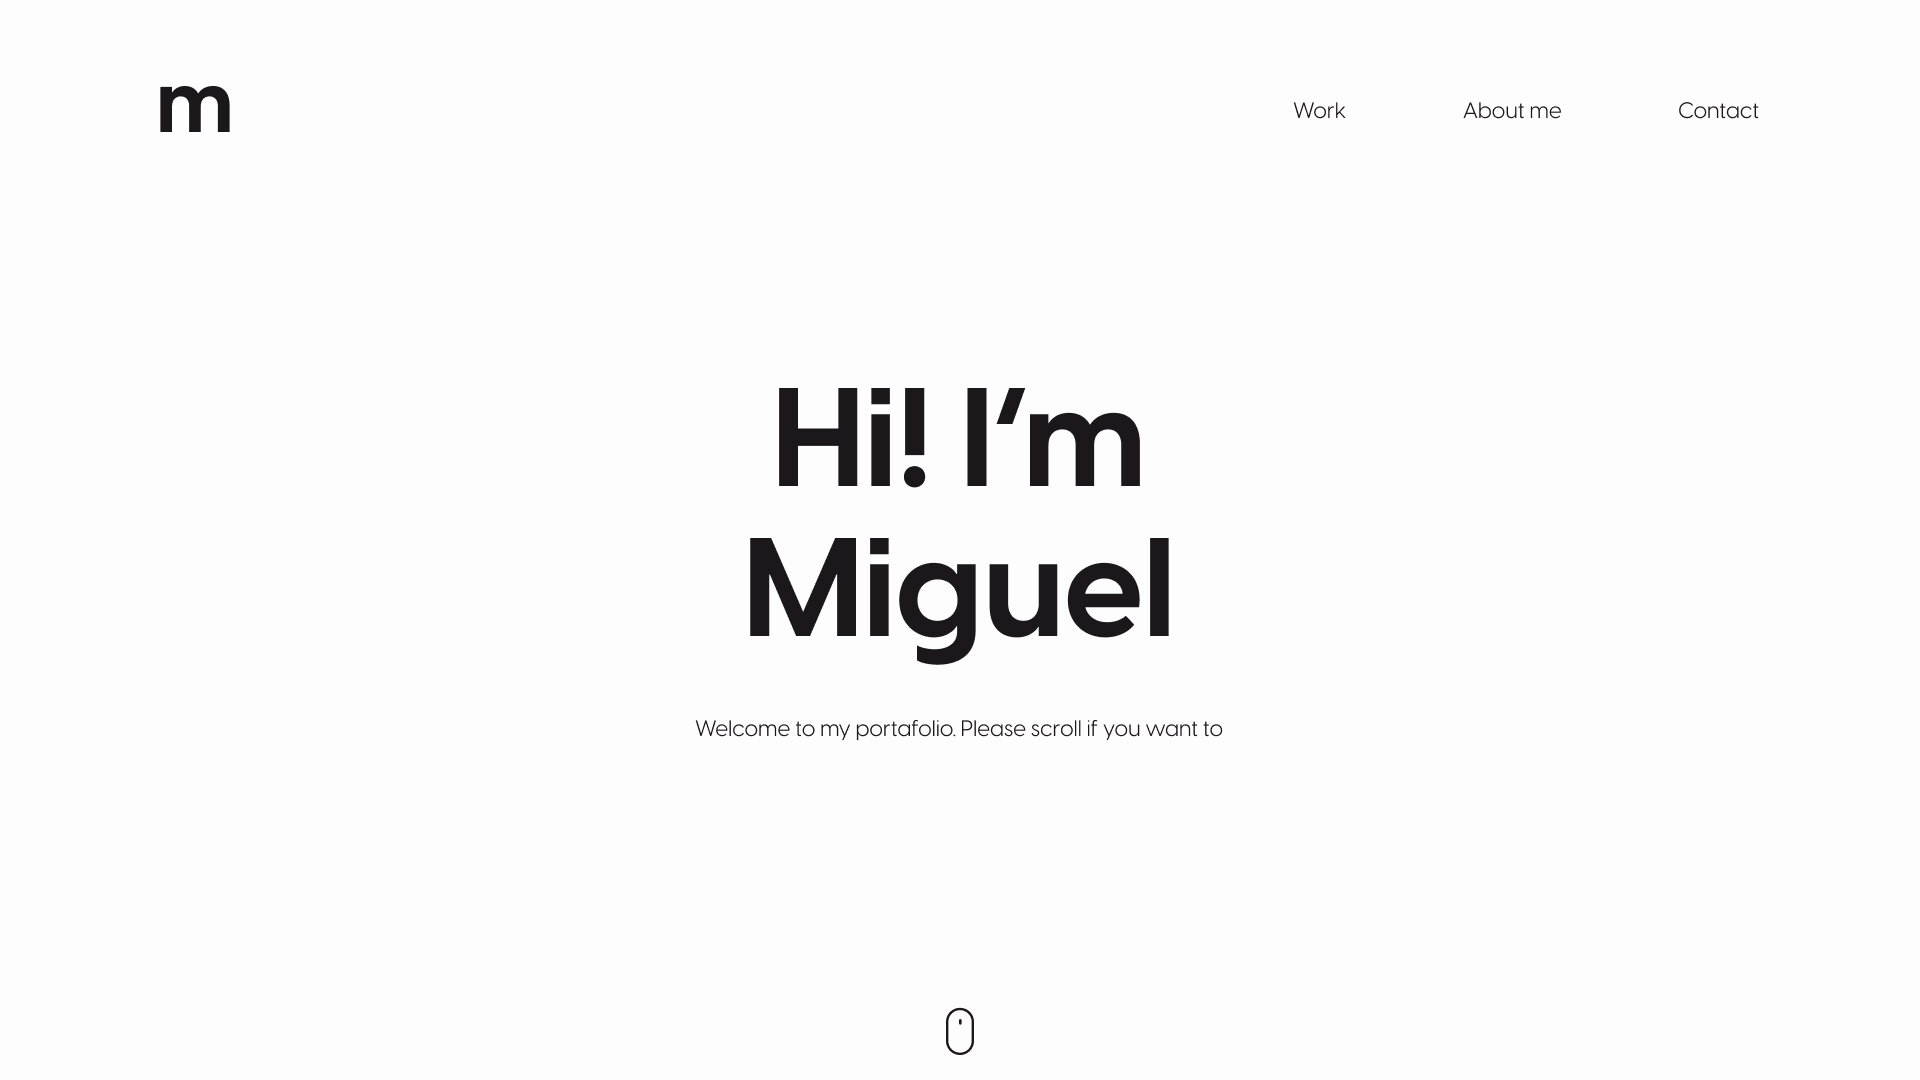 m
Work About me Contact
Hi! I’m
Miguel
Welcome to my portafolio. Please scroll if you want to